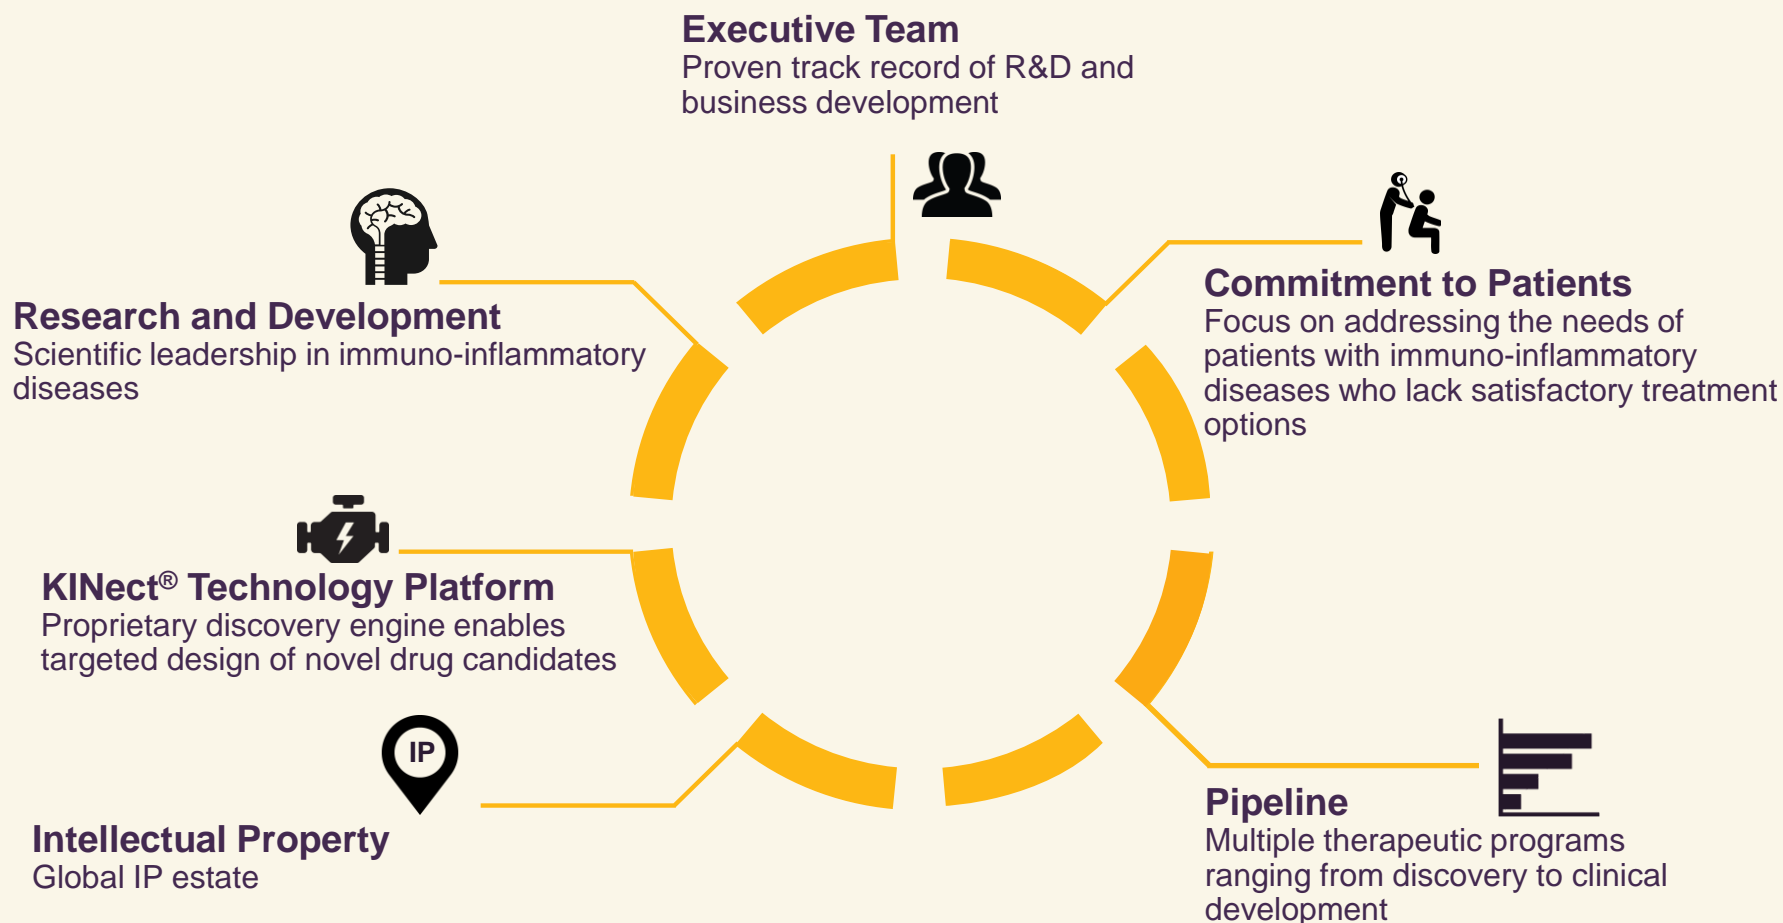 Executive Team
Proven track record of R&D and
business development
Commitment to Patients
Focus on addressing the needs of
patients with immuno-inflammatory
diseases who lack satisfactory treatment
options
Research and Development
Scientific leadership in immuno-inflammatory
diseases
KINect® Technology Platform
Proprietary discovery engine enables
targeted design of novel drug candidates
IP
Intellectual Property
Global IP estate
Pipeline
Multiple therapeutic programs
ranging from discovery to clinical
development